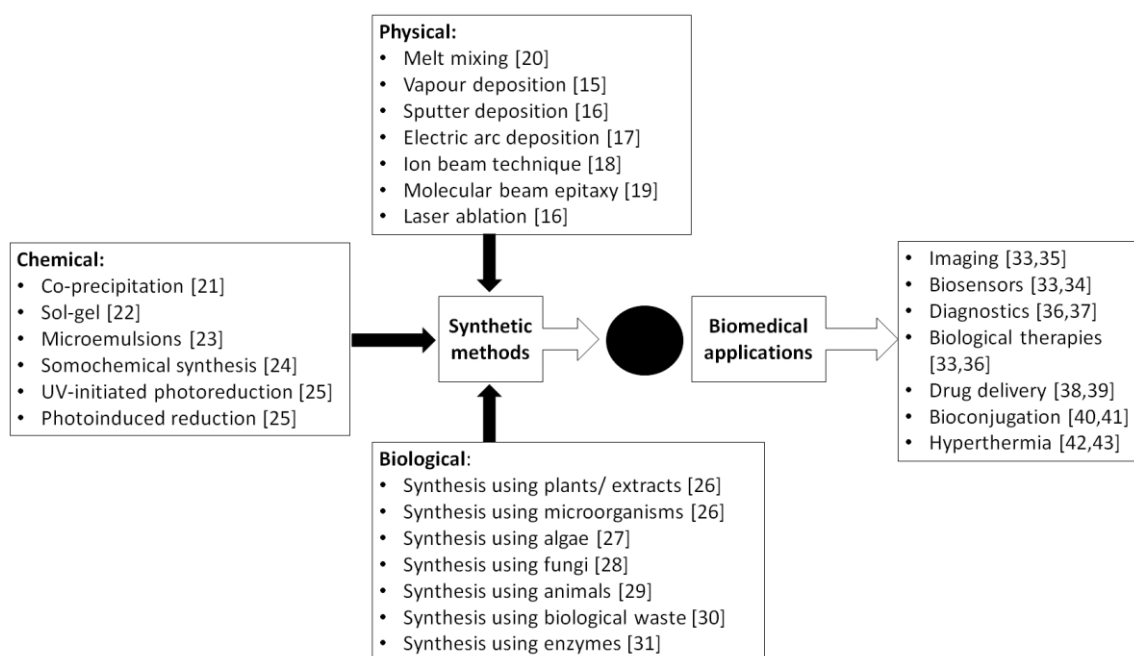 Physical:
• Melt mixing [20]
• Vapour deposition [15]
• Sputter deposition [16]
• Electric arc deposition [17]
• Ion beam technique [18]
• Molecular beam epitaxy [19]
• Laser ablation [16]
Chemical:
• Co-precipitation [21]
• Sol-gel [22]
• Microemulsions [23]
• Somochemical synthesis [24]
• UV-initiated photoreduction [25]
• Photoinduced reduction [25]
Synthetic
methods
Biomedical
applications
• Imaging [33,35]
• Biosensors [33,34]
• Diagnostics [36,37]
• Biological therapies
[33,36]
• Drug delivery [38,39]
• Bioconjugation [40,41]
• Hyperthermia [42,43]
Biological:
• Synthesis using plants/ extracts [26]
• Synthesis using microorganisms [26]
• Synthesis using algae [27]
• Synthesis using fungi [28]
• Synthesis using animals [29]
• Synthesis using biological waste [30]
• Synthesis using enzymes [31]